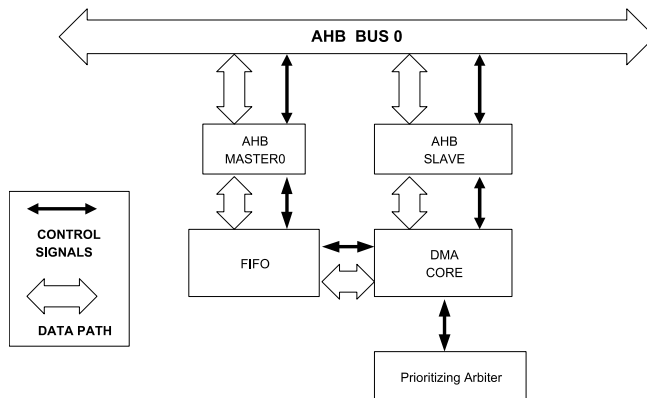 AHB BUS 0
AHB
MASTER0
AHB
SLAVE
CONTROL
SIGNALS
DATA PATH
FIFO
DMA
CORE
Prioritizing Arbiter